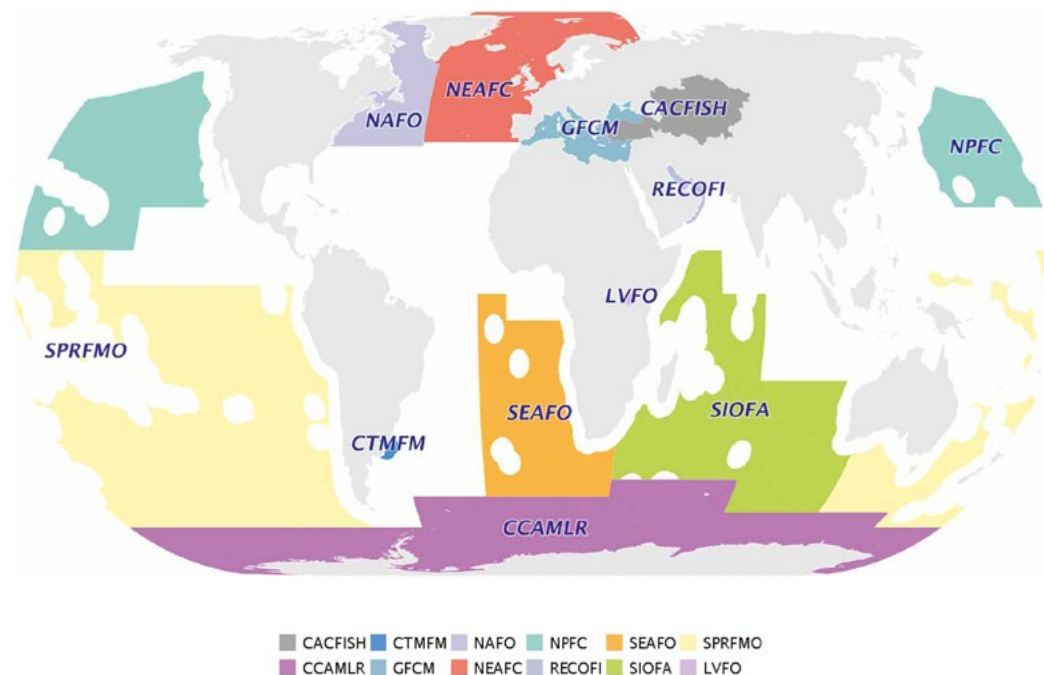 NEAFC
NAFO
CACFISH
GFCM
NPFC
RECOFI
LVFO
SPRFMO
SEAFO
SIOFA
CTMFM
CCAMLR
CACFISH CTMFM NAFO NPFC SEAFO SPRFMO
CCAMLR GFCM NEAFC RECOFI SIOFA LVFO